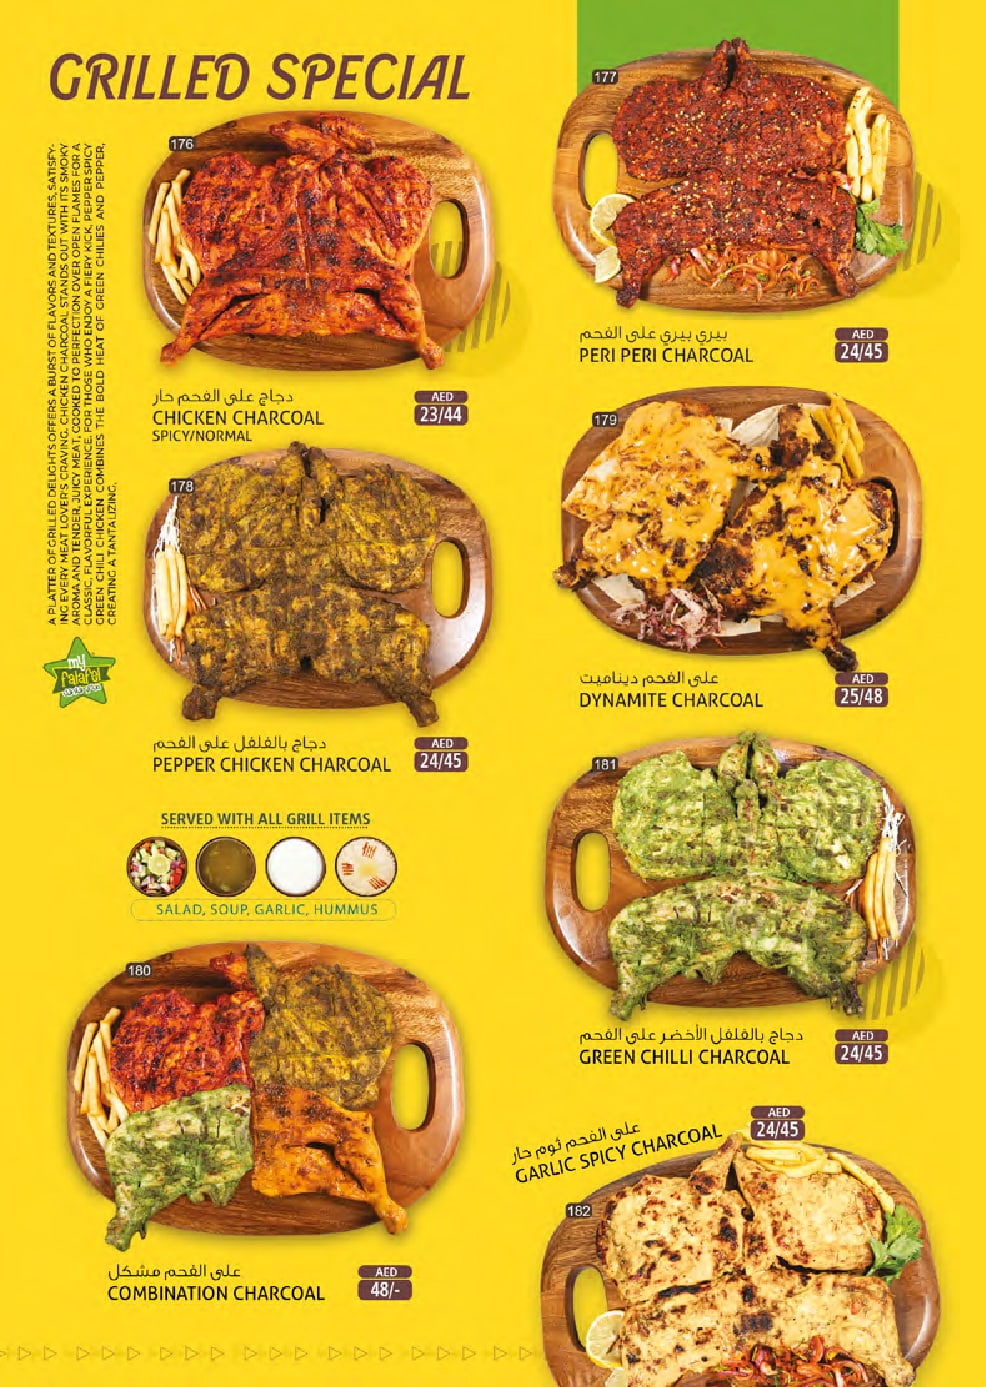 GRILLED SPECIAL
A PLATTER OF GRILLED DELIGHTS OFFERS A BURST OF FLAVORS AND TEXTURES, SATISFY-
ING EVERY MEAT LOVER'S CRAVING, CHICKEN CHARCOAL STANDS OUT WITH ITS SMOKY
AROMA AND TENDER, JUICY MEAT, COOKED TO PERFECTION OVER OPEN FLAMES FOR A
CLASSIC, FLAVORFUL EXPERIENCE. FOR THOSE WHO ENJOY A FIERY KICK, PEPPER SPICY
GREEN CHILI CHICKEN COMBINES THE BOLD HEAT OF GREEN CHILIES AND PEPPER,
CREATING A TANTALIZING.
my
falafel
176
دجاج على الفحم حار
CHICKEN CHARCOAL
SPICY/NORMAL
AED
23/44
177
بيري بيري على الفحم
PERI PERI CHARCOAL
AED
24/45
178
دجاج بالفلفل على الفحم
PEPPER CHICKEN CHARCOAL
AED
24/45
179
على الفحم ديناميت
DYNAMITE CHARCOAL
AED
25/48
SERVED WITH ALL GRILL ITEMS
SALAD, SOUP, GARLIC, HUMMUS
180
على الفحم مشكل
COMBINATION CHARCOAL
AED
48/-
181
دجاج بالفلفل الأخضر على الفحم
GREEN CHILLI CHARCOAL
AED
24/45
على الفحم ثوم حار
GARLIC SPICY CHARCOAL
AED
24/45
182